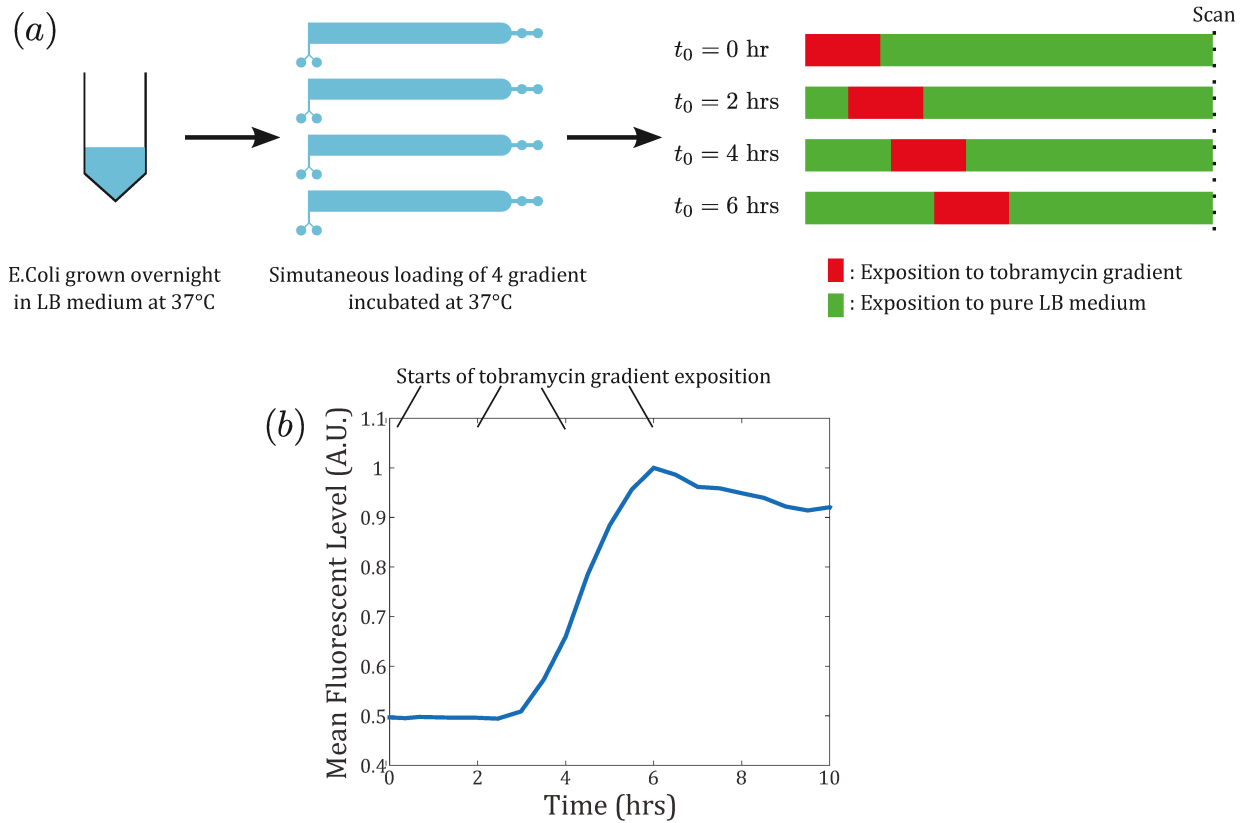 (a)
Scan
t₀ = 0 hr
t₀ = 2 hrs
t₀ = 4 hrs
t₀ = 6 hrs
E.Coli grown overnight
in LB medium at 37°C
Simutaneous loading of 4 gradient
incubated at 37°C
: Exposition to tobramycin gradient
: Exposition to pure LB medium
Starts of tobramycin gradient exposition
(b)
Mean Fluorescent Level (A.U.)
1.1
1
0.9
0.8
0.7
0.6
0.5
0.4
0 2 4 6 8 10
Time (hrs)